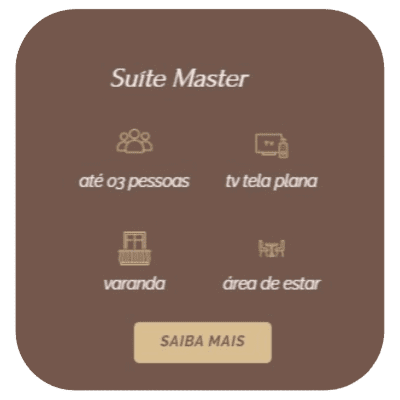 Suíte Master
até 03 pessoas
tv tela plana
varanda
área de estar
SAIBA MAIS